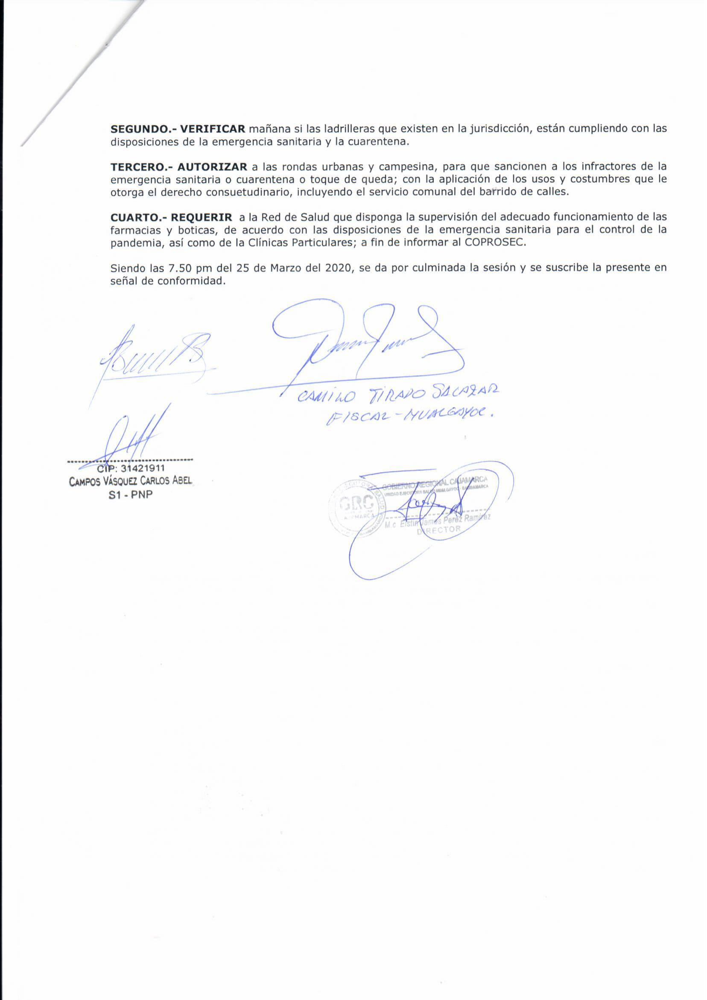 SEGUNDO.- VERIFICAR mañana si las ladrilleras que existen en la jurisdicción, están cumpliendo con las
disposiciones de la emergencia sanitaria y la cuarentena.
TERCERO.- AUTORIZAR a las rondas urbanas y campesina, para que sancionen a los infractores de la
emergencia sanitaria o cuarentena o toque de queda; con la aplicación de los usos y costumbres que le
otorga el derecho consuetudinario, incluyendo el servicio comunal del barrido de calles.
CUARTO.- REQUERIR a la Red de Salud que disponga la supervisión del adecuado funcionamiento de las
farmacias y boticas, de acuerdo con las disposiciones de la emergencia sanitaria para el control de la
pandemia, así como de la Clínicas Particulares; a fin de informar al COPROSEC.
Siendo las 7.50 pm del 25 de Marzo del 2020, se da por culminada la sesión y se suscribe la presente en
señal de conformidad.
CAMILO TIRADO SALAZAR
FISCAL - HUALGAYOC.
CIP: 31421911
CAMPOS VÁSQUEZ CARLOS ABEL
S1 - PNP
GOBIERNO REGIONAL CAJAMARCA
UNIDAD EJECUTORA SALUD HUALGAYOC - BAMBAMARCA
GRC
M.c Eistin James Peréz Ramirez
DIRECTOR